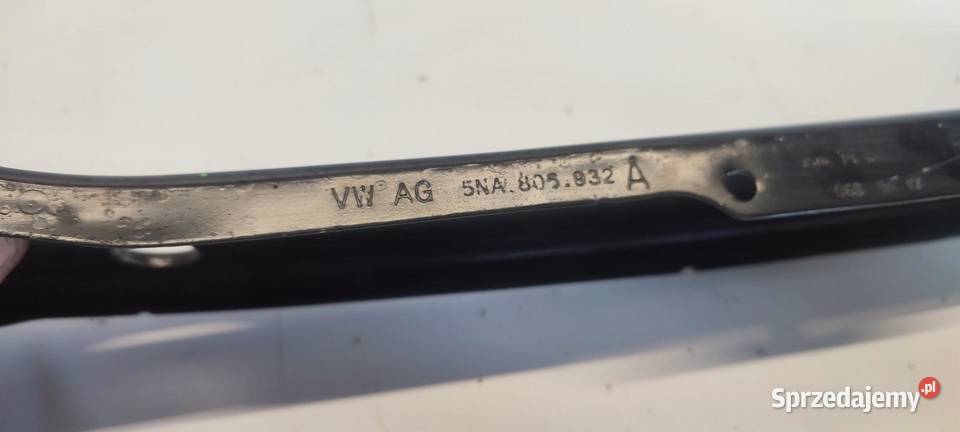 VW AG 5NA.805.932 A
Sprzedajemy.pl